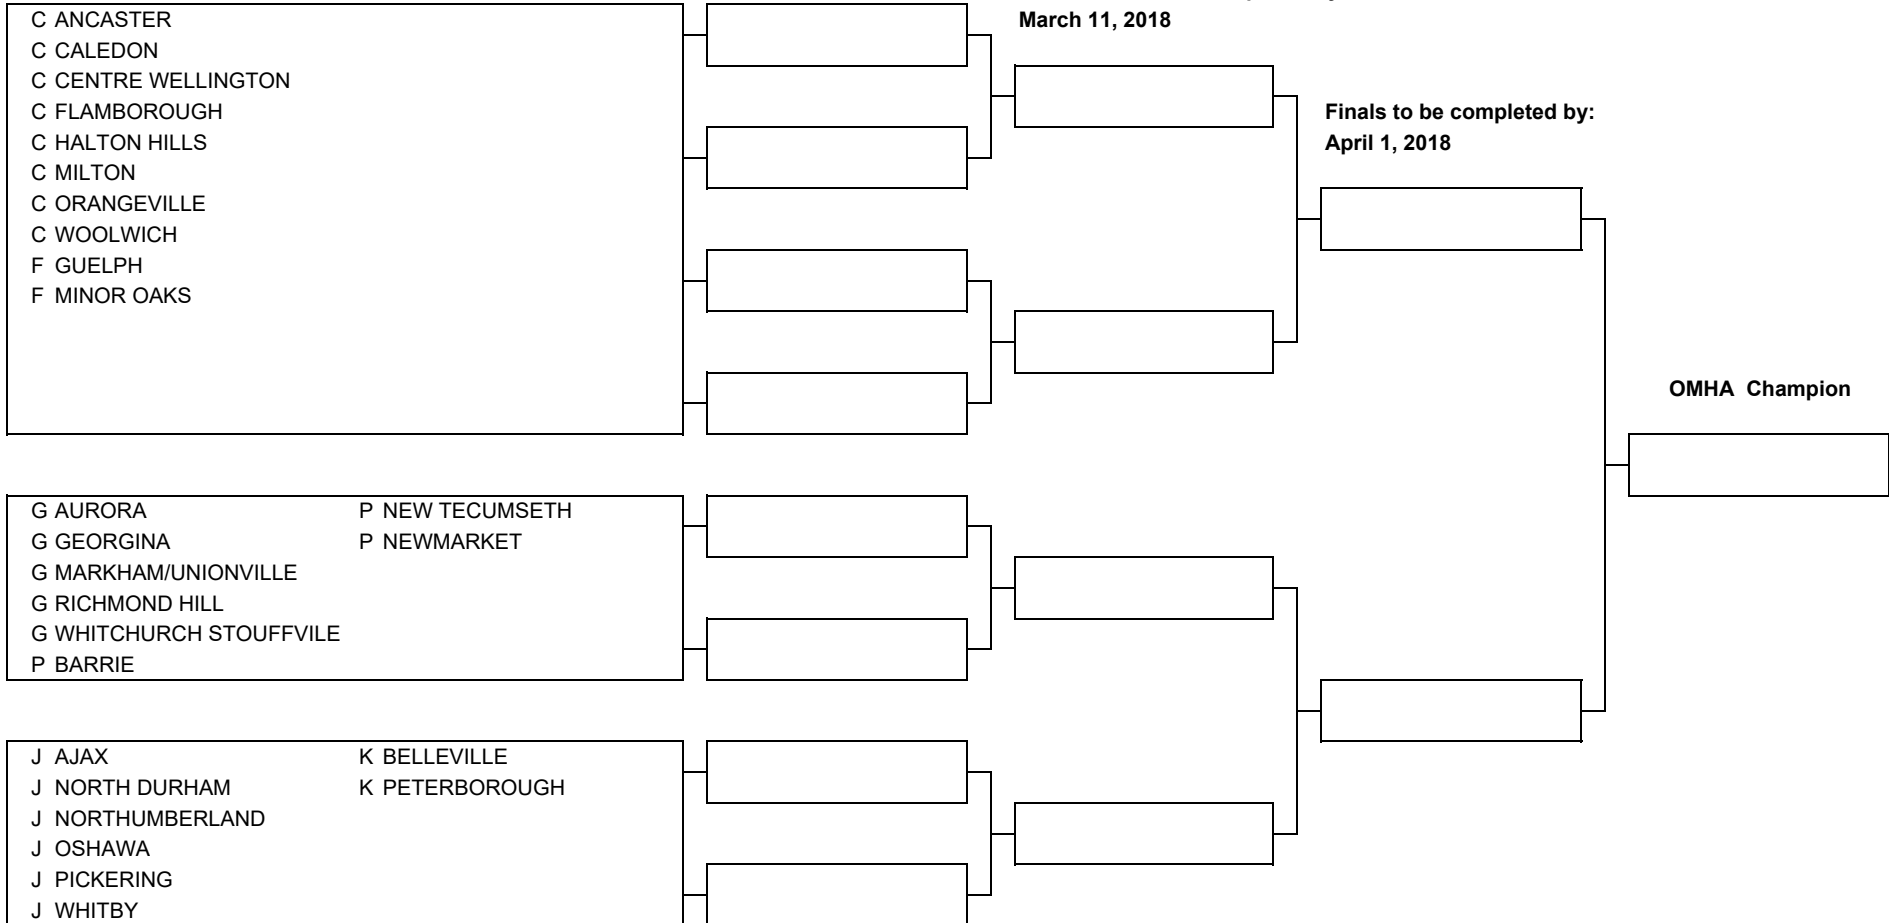 March 11, 2018
C ANCASTER
C CALEDON
C CENTRE WELLINGTON
C FLAMBOROUGH
C HALTON HILLS
C MILTON
C ORANGEVILLE
C WOOLWICH
F GUELPH
F MINOR OAKS
Finals to be completed by:
April 1, 2018
OMHA Champion
G AURORA
G GEORGINA
G MARKHAM/UNIONVILLE
G RICHMOND HILL
G WHITCHURCH STOUFFVILE
P BARRIE
P NEW TECUMSETH
P NEWMARKET
J AJAX
J NORTH DURHAM
J NORTHUMBERLAND
J OSHAWA
J PICKERING
J WHITBY
K BELLEVILLE
K PETERBOROUGH